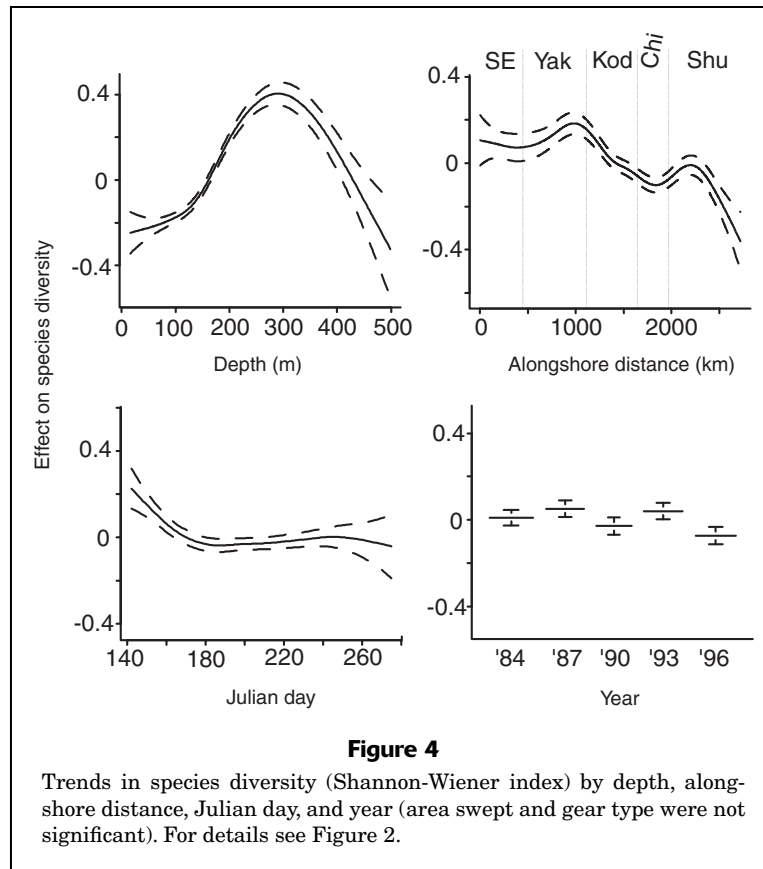 Effect on species diversity
0.4
0
-0.4
0 100 200 300 400 500
Depth (m)
SE Yak Kod Chi Shu
0.4
0
-0.4
0 1000 2000
Alongshore distance (km)
0.4
0
-0.4
140 180 220 260
Julian day
0.4
0
-0.4
'84 '87 '90 '93 '96
Year
Figure 4
Trends in species diversity (Shannon-Wiener index) by depth, along-
shore distance, Julian day, and year (area swept and gear type were not
significant). For details see Figure 2.